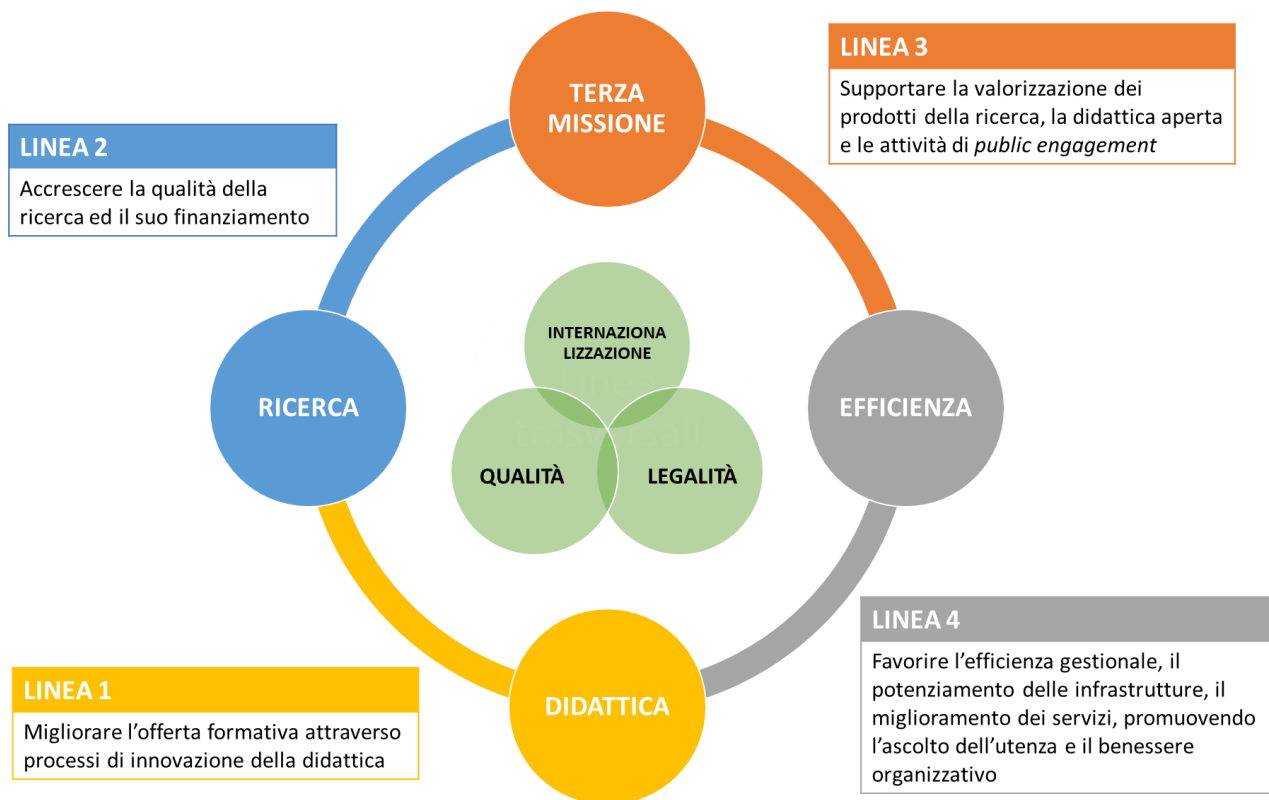 TERZA
MISSIONE
LINEA 3
Supportare la valorizzazione dei
prodotti della ricerca, la didattica aperta
e le attività di public engagement
LINEA 2
Accrescere la qualità della
ricerca ed il suo finanziamento
INTERNAZIONA
LIZZAZIONE
RICERCA
EFFICIENZA
QUALITÀ
LEGALITÀ
LINEA 4
Favorire l’efficienza gestionale, il
potenziamento delle infrastrutture, il
miglioramento dei servizi, promuovendo
l’ascolto dell’utenza e il benessere
organizzativo
LINEA 1
Migliorare l’offerta formativa attraverso
processi di innovazione della didattica
DIDATTICA